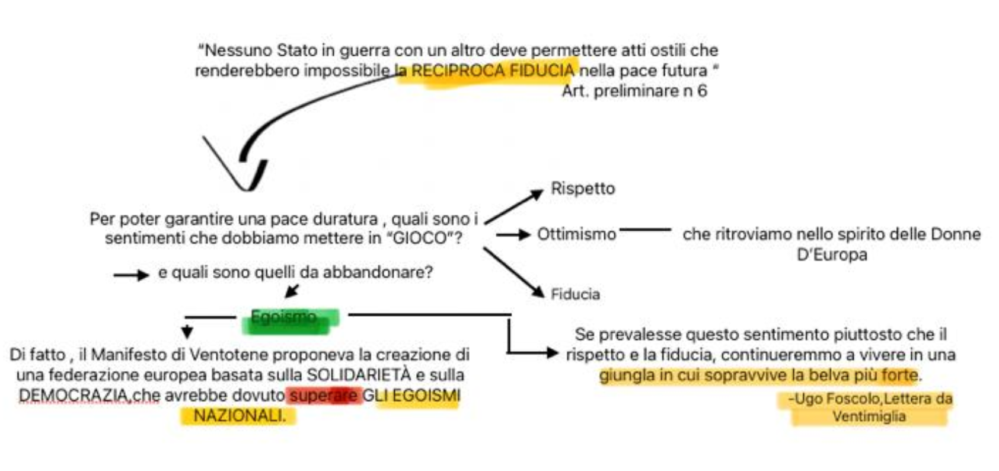 “Nessuno Stato in guerra con un altro deve permettere atti ostili che
renderebbero impossibile la RECIPROCA FIDUCIA nella pace futura “
Art. preliminare n 6
Per poter garantire una pace duratura , quali sono i
sentimenti che dobbiamo mettere in “GIOCO”?
Rispetto
Ottimismo
che ritroviamo nello spirito delle Donne
D’Europa
Fiducia
e quali sono quelli da abbandonare?
Egoismo
Di fatto , il Manifesto di Ventotene proponeva la creazione di
una federazione europea basata sulla SOLIDARIETÀ e sulla
DEMOCRAZIA,che avrebbe dovuto superare GLI EGOISMI
NAZIONALI.
Se prevalesse questo sentimento piuttosto che il
rispetto e la fiducia, continueremmo a vivere in una
giungla in cui sopravvive la belva più forte.
-Ugo Foscolo,Lettera da
Ventimiglia